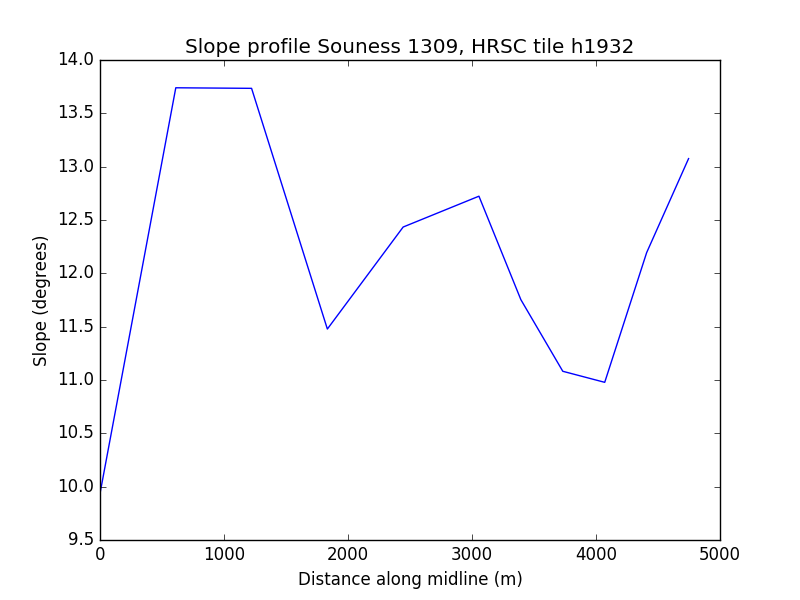 Slope profile Souness 1309, HRSC tile h1932
14.0
13.5
13.0
12.5
12.0
11.5
11.0
10.5
10.0
9.5
Slope (degrees)
0 1000 2000 3000 4000 5000
Distance along midline (m)